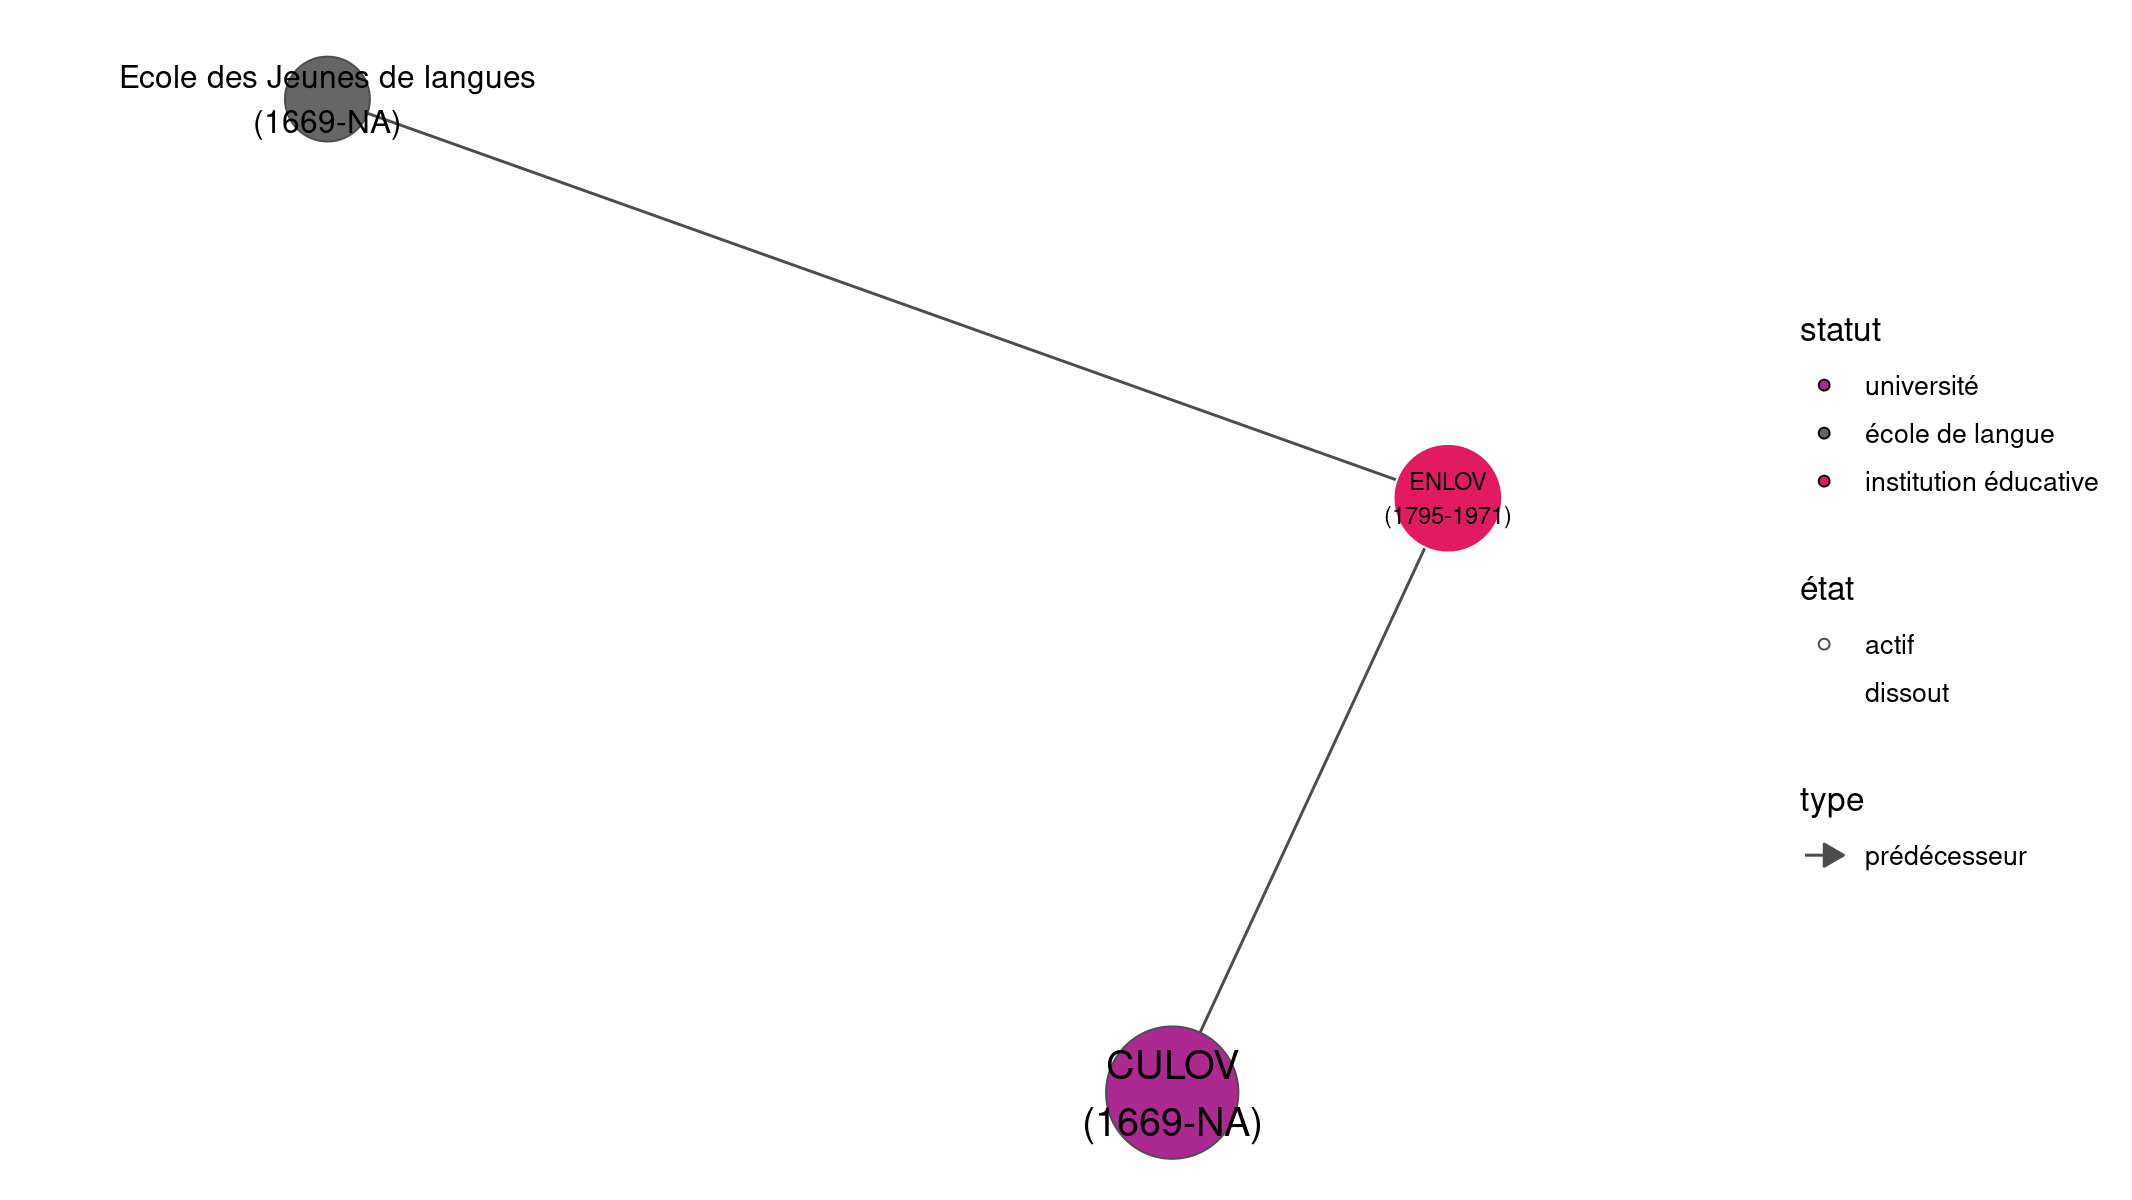 Ecole des Jeunes de langues
(1669-NA)
ENLOV
(1795-1971)
CULOV
(1669-NA)
statut
université
école de langue
institution éducative
état
actif
dissout
type
prédécesseur